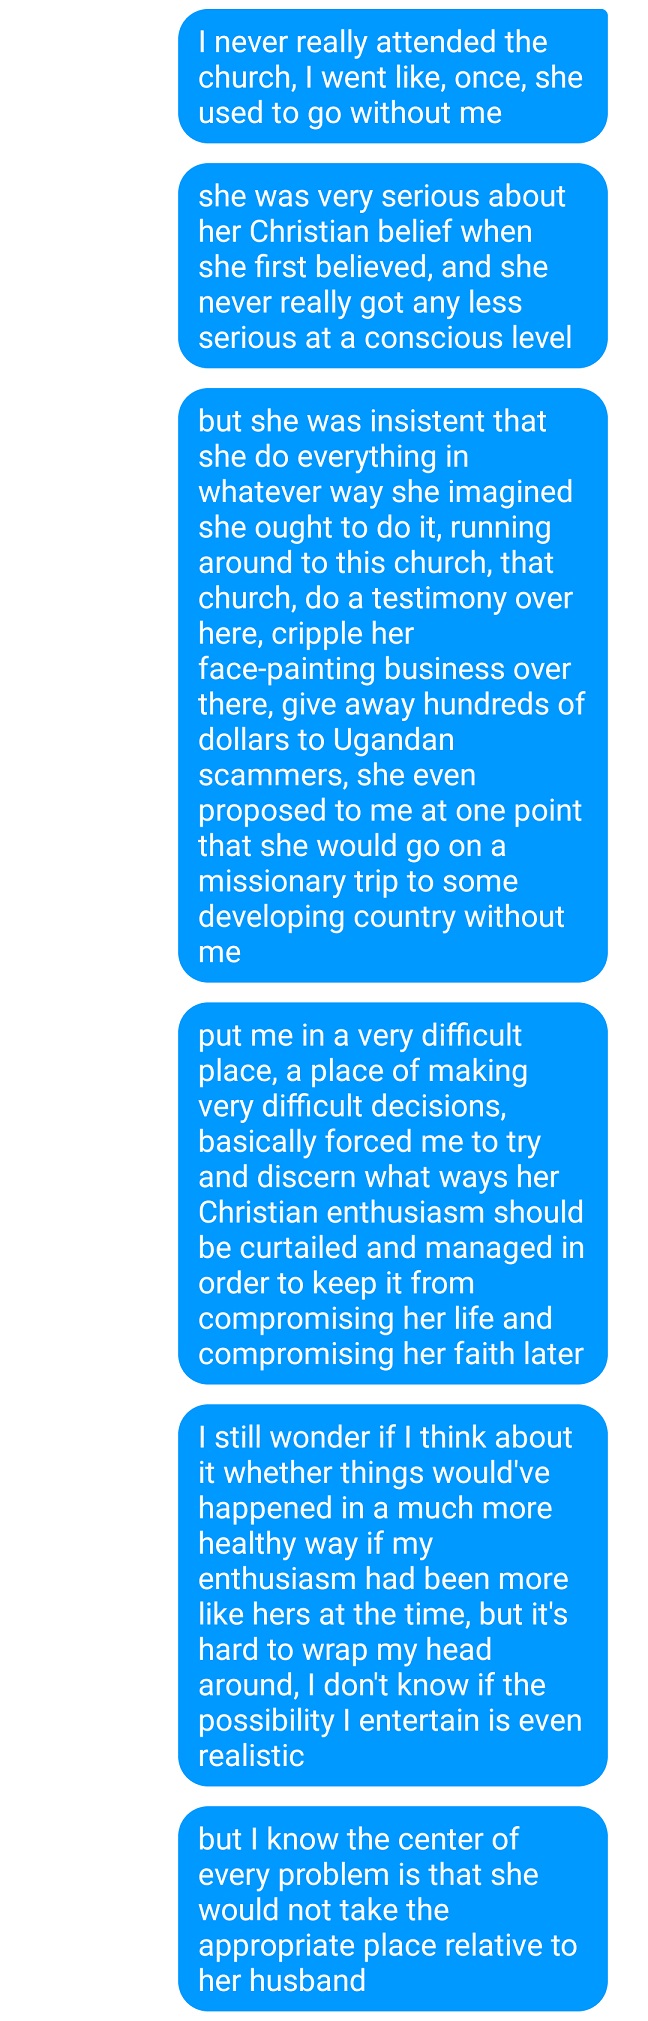 I never really attended the
church, I went like, once, she
used to go without me
she was very serious about
her Christian belief when
she first believed, and she
never really got any less
serious at a conscious level
but she was insistent that
she do everything in
whatever way she imagined
she ought to do it, running
around to this church, that
church, do a testimony over
here, cripple her
face-painting business over
there, give away hundreds of
dollars to Ugandan
scammers, she even
proposed to me at one point
that she would go on a
missionary trip to some
developing country without
me
put me in a very difficult
place, a place of making
very difficult decisions,
basically forced me to try
and discern what ways her
Christian enthusiasm should
be curtailed and managed in
order to keep it from
compromising her life and
compromising her faith later
I still wonder if I think about
it whether things would've
happened in a much more
healthy way if my
enthusiasm had been more
like hers at the time, but it's
hard to wrap my head
around, I don't know if the
possibility I entertain is even
realistic
but I know the center of
every problem is that she
would not take the
appropriate place relative to
her husband